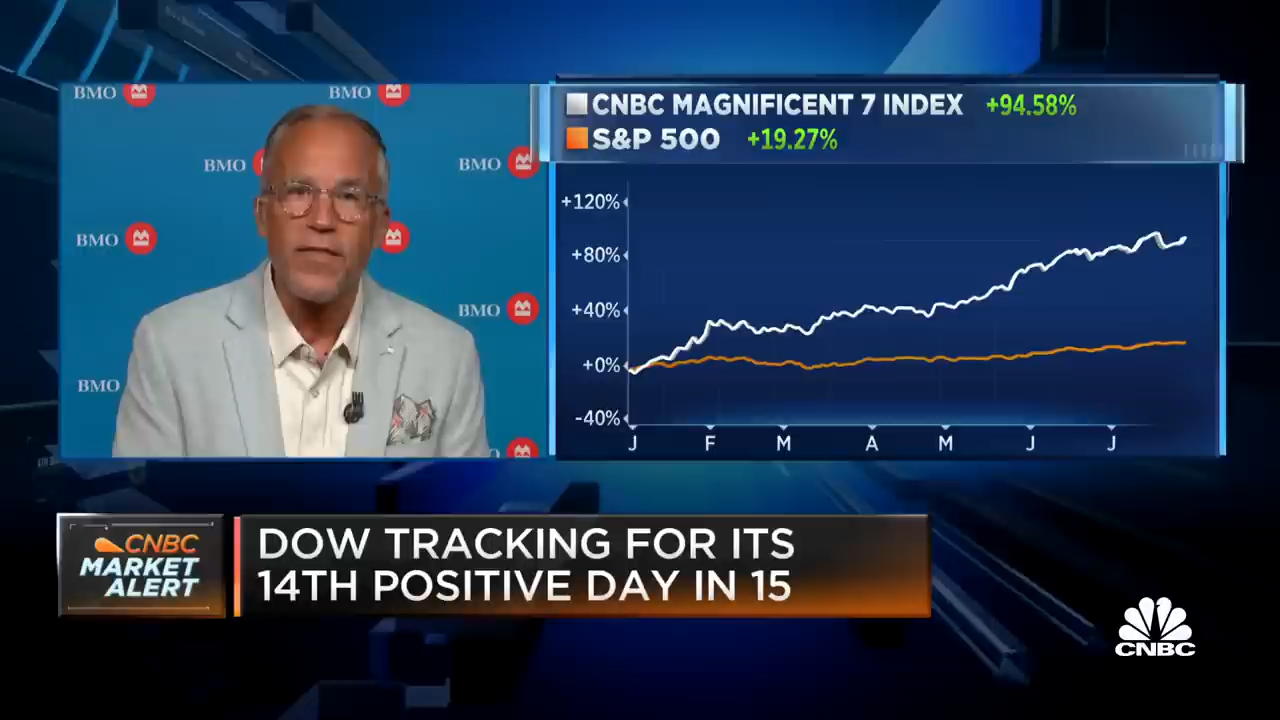 BMO
BMO
BMO
BMO
BMO
BMO
BMO
CNBC MAGNIFICENT 7 INDEX +94.58%
S&P 500 +19.27%
+120%
+80%
+40%
+0%
-40%
J F M A M J J
CNBC
MARKET
ALERT
DOW TRACKING FOR ITS
14TH POSITIVE DAY IN 15
CNBC